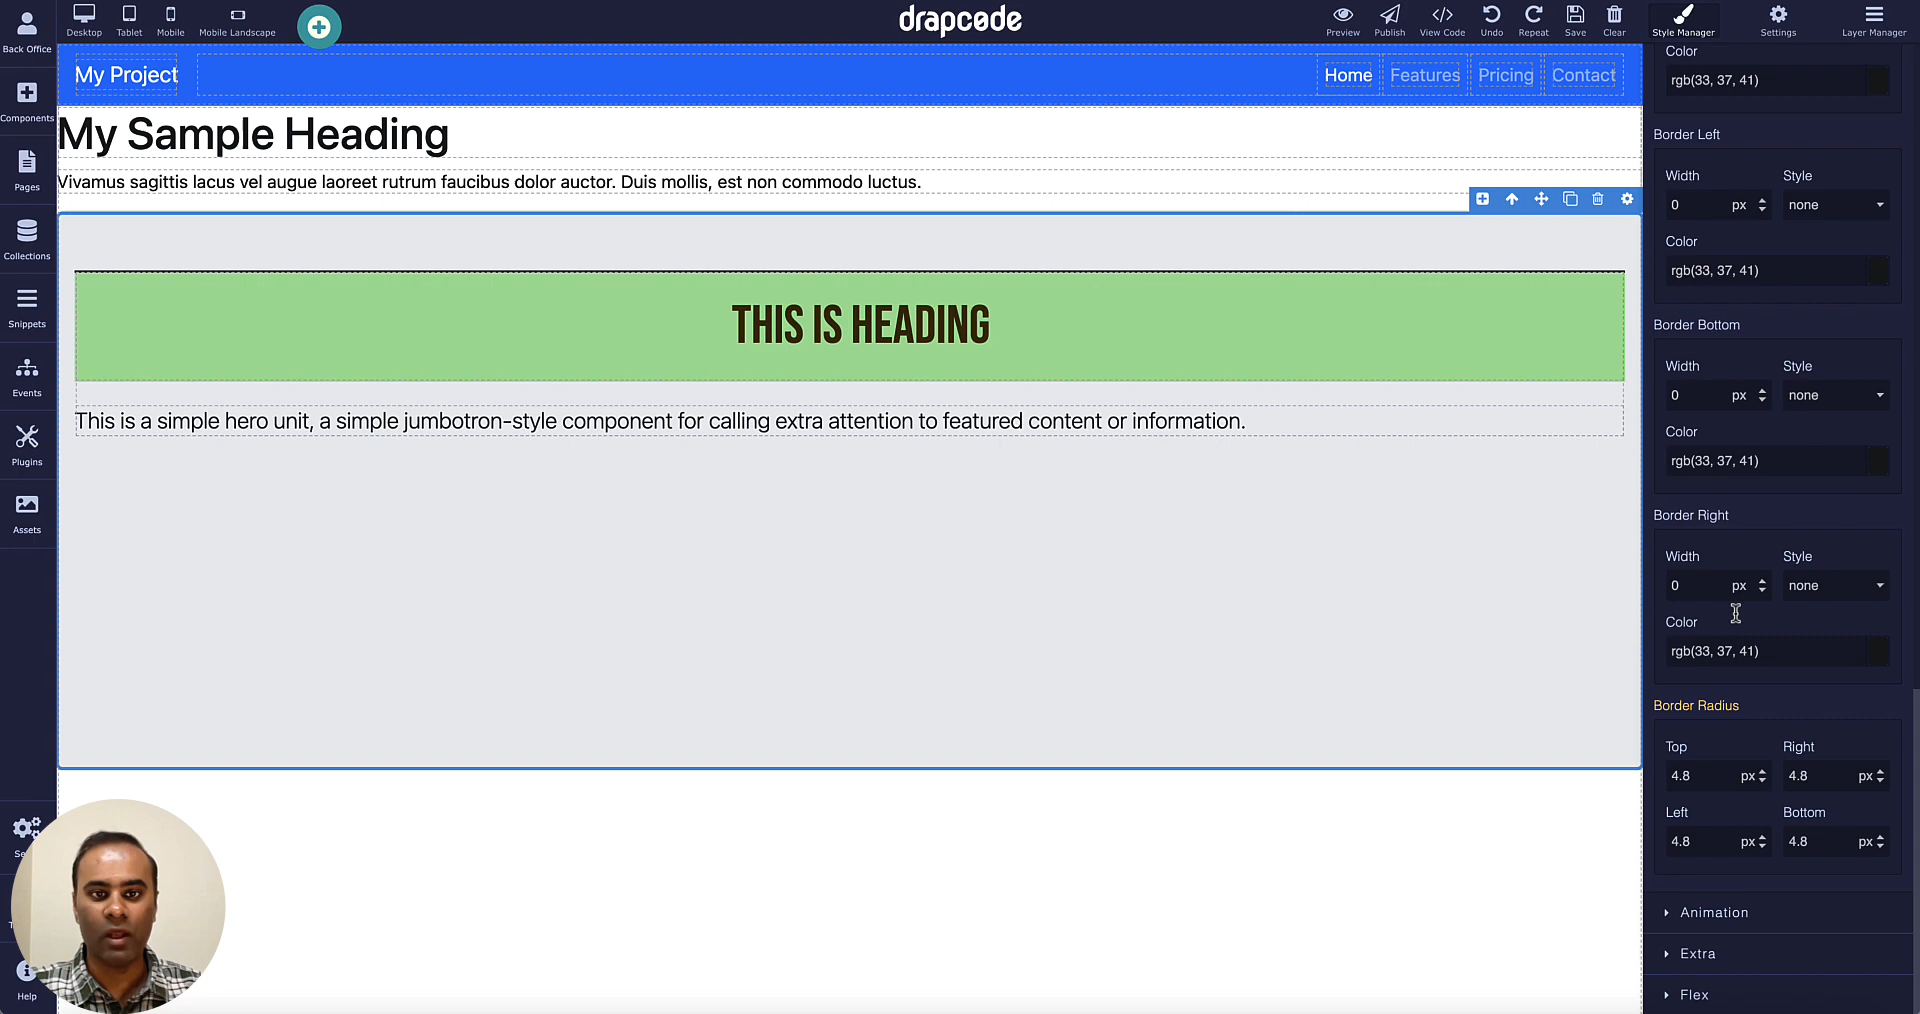 Back Office
Desktop
Tablet
Mobile
Mobile Landscape
drapcode
Preview
Publish
View Code
Undo
Repeat
Save
Clear
Style Manager
Settings
Layer Manager
Components
Pages
Collections
Snippets
Events
Plugins
Assets
Help
My Project
Home
Features
Pricing
Contact
My Sample Heading
Vivamus sagittis lacus vel augue laoreet rutrum faucibus dolor auctor. Duis mollis, est non commodo luctus.
THIS IS HEADING
This is a simple hero unit, a simple jumbotron-style component for calling extra attention to featured content or information.
Color
rgb(33, 37, 41)
Border Left
Width Style
0 px none
Color
rgb(33, 37, 41)
Border Bottom
Width Style
0 px none
Color
rgb(33, 37, 41)
Border Right
Width Style
0 px none
Color
rgb(33, 37, 41)
Border Radius
Top Right
4.8 px 4.8 px
Left Bottom
4.8 px 4.8 px
Animation
Extra
Flex